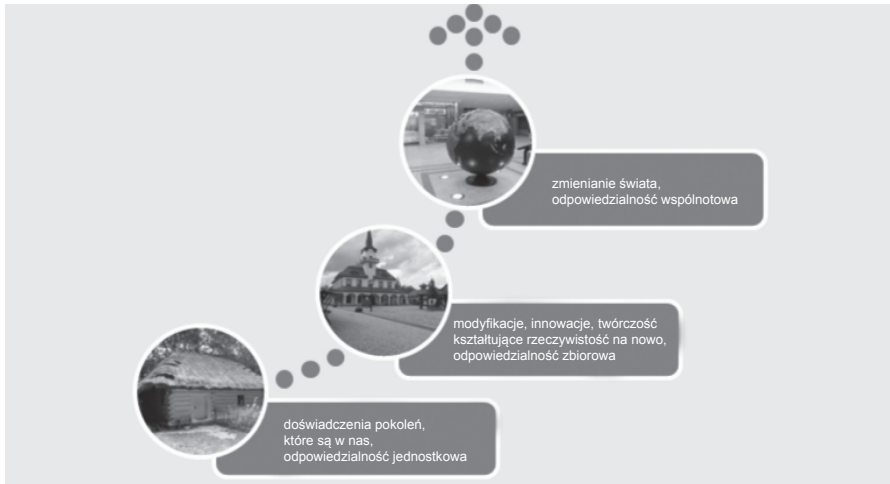 zmienianie świata,
odpowiedzialność wspólnotowa
modyfikacje, innowacje, twórczość
kształtujące rzeczywistość na nowo,
odpowiedzialność zbiorowa
doświadczenia pokoleń,
które są w nas,
odpowiedzialność jednostkowa